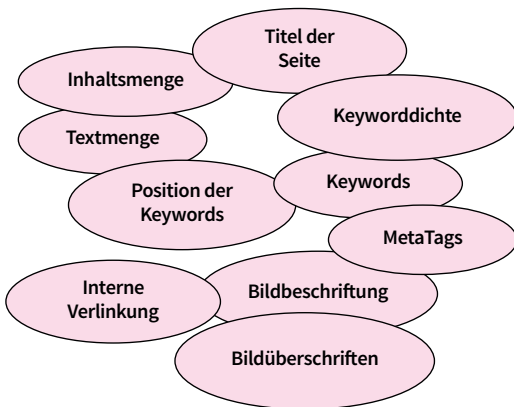 Titel der
Seite
Inhaltsmenge
Keyworddichte
Textmenge
Keywords
Position der
Keywords
MetaTags
Interne
Verlinkung
Bildbeschriftung
Bildüberschriften